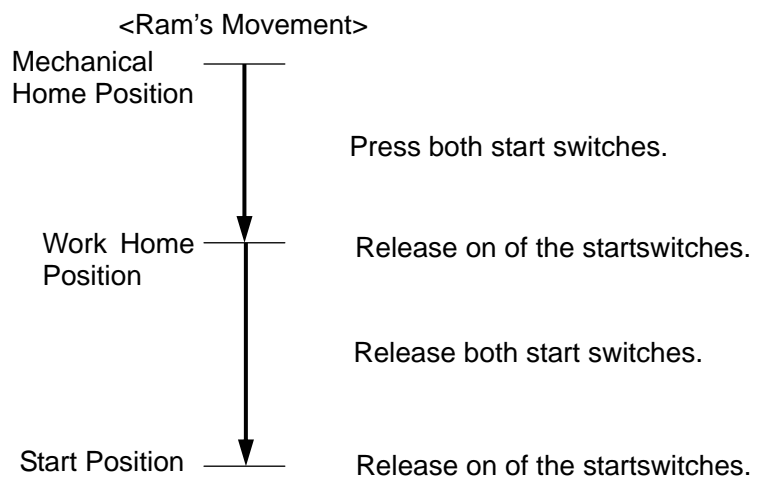 <Ram's Movement>
Mechanical
Home Position
Press both start switches.
Work Home
Position
Release on of the startswitches.
Release both start switches.
Start Position
Release on of the startswitches.